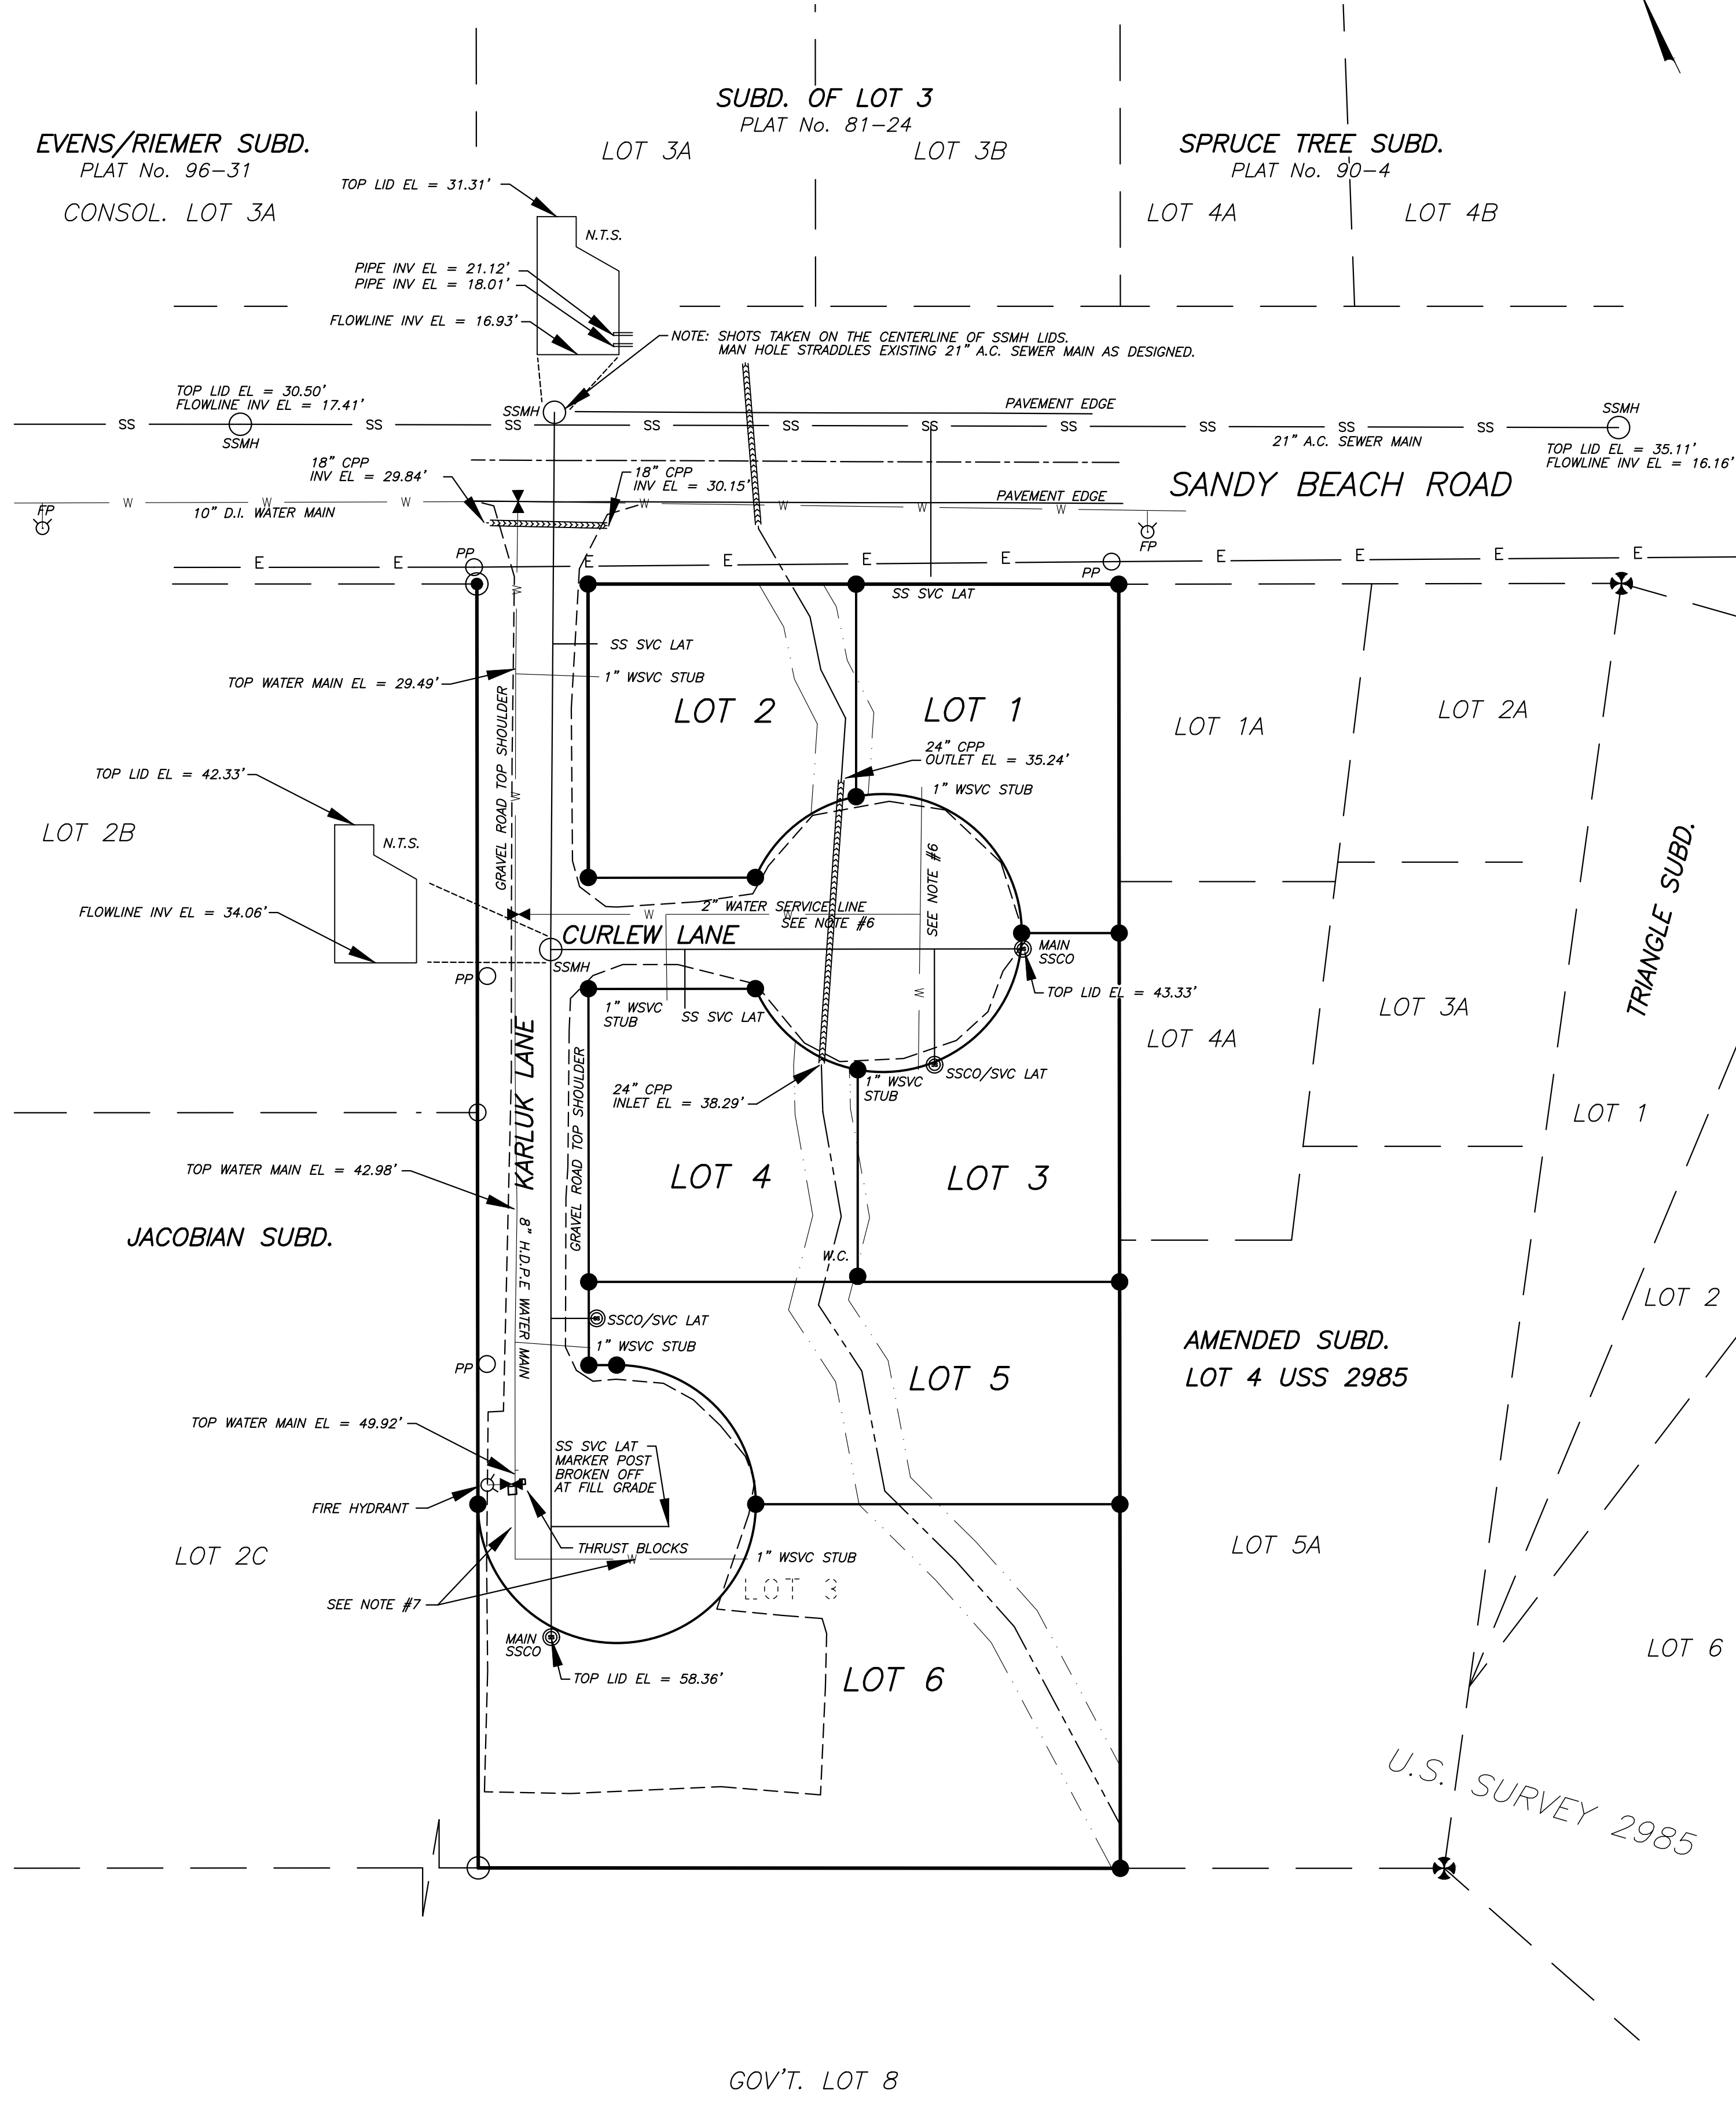 SUBD. OF LOT 3
PLAT No. 81-24
LOT 3A
LOT 3B
EVENS/RIEMER SUBD.
PLAT No. 96-31
CONSOL. LOT 3A
SPRUCE TREE SUBD.
PLAT No. 90-4
LOT 4A
LOT 4B
TOP LID EL = 31.31'
N.T.S.
PIPE INV EL = 21.12'
PIPE INV EL = 18.01'
FLOWLINE INV EL = 16.93'
NOTE: SHOTS TAKEN ON THE CENTERLINE OF SSMH LIDS.
MAN HOLE STRADDLES EXISTING 21" A.C. SEWER MAIN AS DESIGNED.
TOP LID EL = 30.50'
FLOWLINE INV EL = 17.41'
SSMH
SSMH
PAVEMENT EDGE
SSMH
SS SS SS SS SS SS SS SS SS SS SS
21" A.C. SEWER MAIN
TOP LID EL = 35.11'
FLOWLINE INV EL = 16.16'
18" CPP
INV EL = 29.84'
18" CPP
INV EL = 30.15'
SANDY BEACH ROAD
PAVEMENT EDGE
W W W W W W W
FP
10" D.I. WATER MAIN
FP
PP
E E E E E E E E E E E
PP
SS SVC LAT
W
SS SVC LAT
1" WSVC STUB
TOP WATER MAIN EL = 29.49'
GRAVEL ROAD TOP SHOULDER
LOT 2
LOT 1
LOT 1A
LOT 2A
24" CPP
OUTLET EL = 35.24'
1" WSVC STUB
TOP LID EL = 42.33'
N.T.S.
W
LOT 2B
SEE NOTE #6
TRIANGLE SUBD.
FLOWLINE INV EL = 34.06'
W W
2" WATER SERVICE LINE
SEE NOTE #6
CURLEW LANE
SSMH
MAIN
SSCO
PP
TOP LID EL = 43.33'
W
1" WSVC
STUB
SS SVC LAT
LOT 3A
LOT 4A
KARLUK LANE
GRAVEL ROAD TOP SHOULDER
SSCO/SVC LAT
1" WSVC
STUB
24" CPP
INLET EL = 38.29'
LOT 1
TOP WATER MAIN EL = 42.98'
LOT 4
LOT 3
JACOBIAN SUBD.
8" H.D.P.E WATER MAIN
W.C.
LOT 2
SSCO/SVC LAT
1" WSVC STUB
PP
LOT 5
AMENDED SUBD.
LOT 4 USS 2985
TOP WATER MAIN EL = 49.92'
SS SVC LAT
MARKER POST
BROKEN OFF
AT FILL GRADE
FIRE HYDRANT
THRUST BLOCKS
W
1" WSVC STUB
LOT 2C
LOT 5A
LOT 3
SEE NOTE #7
MAIN
SSCO
TOP LID EL = 58.36'
LOT 6
LOT 6
U.S. SURVEY 2985
GOV'T. LOT 8